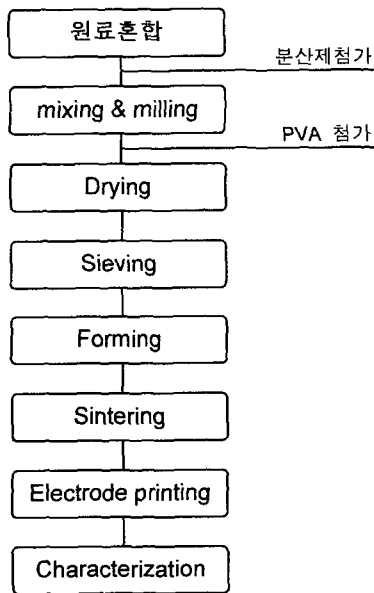 원료혼합
분산제첨가
mixing & milling
PVA 첨가
Drying
Sieving
Forming
Sintering
Electrode printing
Characterization